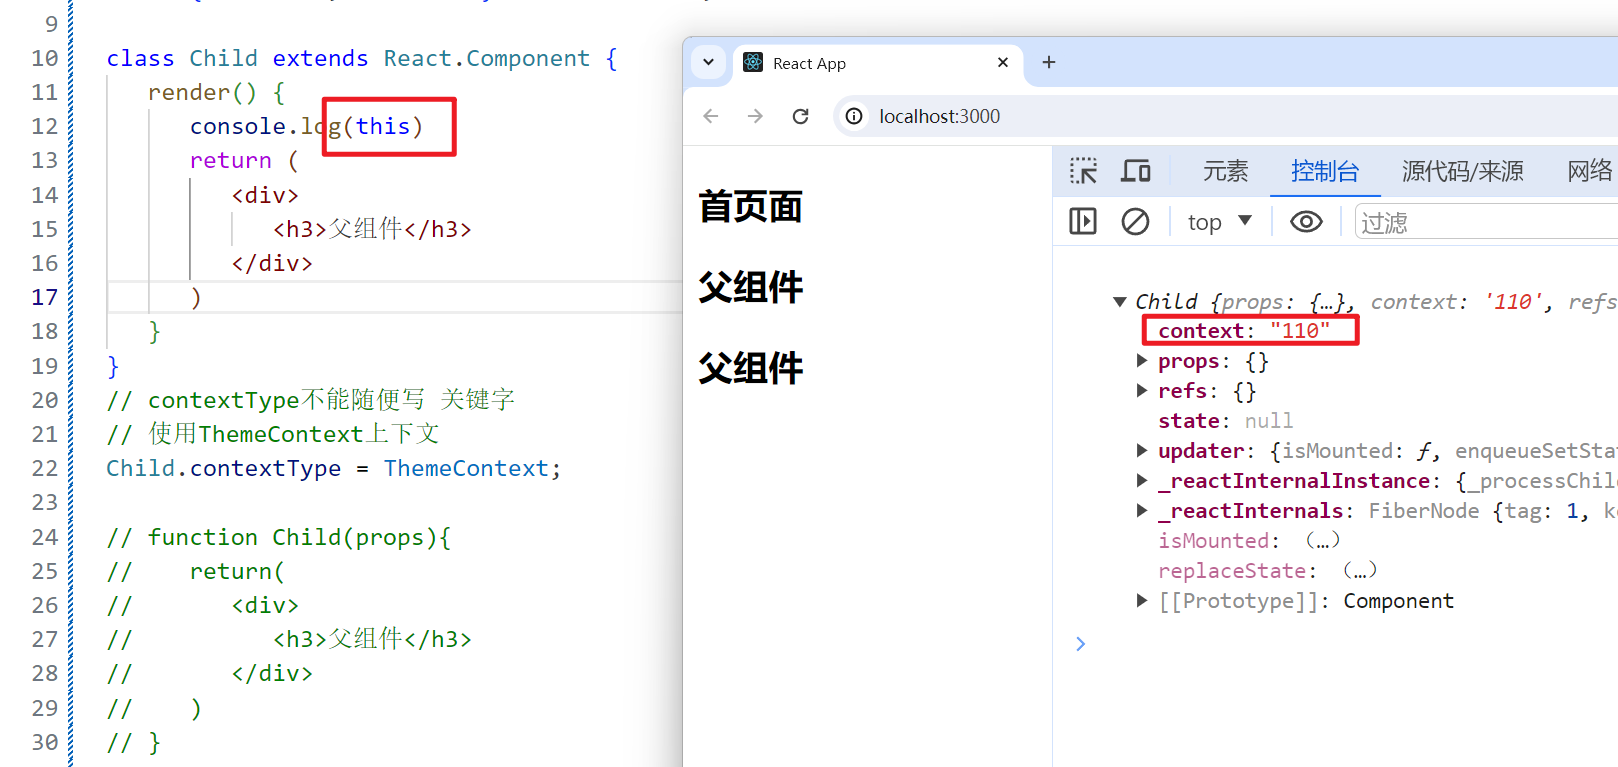 9
10 class Child extends React.Component {
11 render() {
12 console.log(this)
13 return (
14 <div>
15 <h3>父组件</h3>
16 </div>
17 )
18 }
19 }
20 // contextType不能随便写 关键字
21 // 使用ThemeContext上下文
22 Child.contextType = ThemeContext;
23
24 // function Child(props){
25 // return(
26 // <div>
27 // <h3>父组件</h3>
28 // </div>
29 // )
30 // }
React App
localhost:3000
首页面
父组件
父组件
元素 控制台 源代码/来源 网络
top 过滤
Child {props: {…}, context: '110', refs
context: "110"
props: {}
refs: {}
state: null
updater: {isMounted: ƒ, enqueueSetSta
_reactInternalInstance: {_processChil
_reactInternals: FiberNode {tag: 1, k
isMounted: （…）
replaceState: （…）
[[Prototype]]: Component